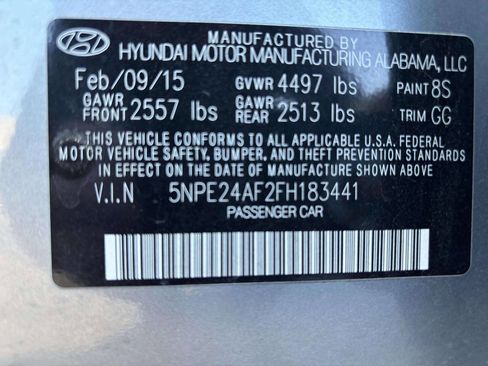 MANUFACTURED BY
HYUNDAI MOTOR MANUFACTURING ALABAMA, LLC
Feb/09/15 GVWR 4497 lbs PAINT 8S
GAWR FRONT 2557 lbs GAWR REAR 2513 lbs TRIM GG
THIS VEHICLE CONFORMS TO ALL APPLICABLE U.S.A. FEDERAL
MOTOR VEHICLE SAFETY, BUMPER, AND THEFT PREVENTION STANDARDS
IN EFFECT ON THE DATE OF MANUFACTURE SHOWN ABOVE
V.I.N 5NPE24AF2FH183441
PASSENGER CAR